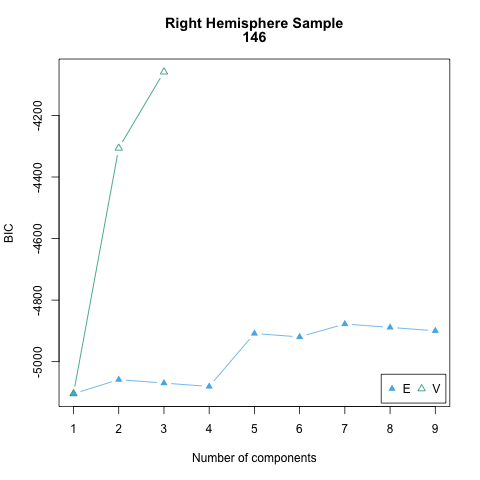 Right Hemisphere Sample
146
BIC
-4200
-4400
-4600
-4800
-5000
1 2 3 4 5 6 7 8 9
Number of components
E V